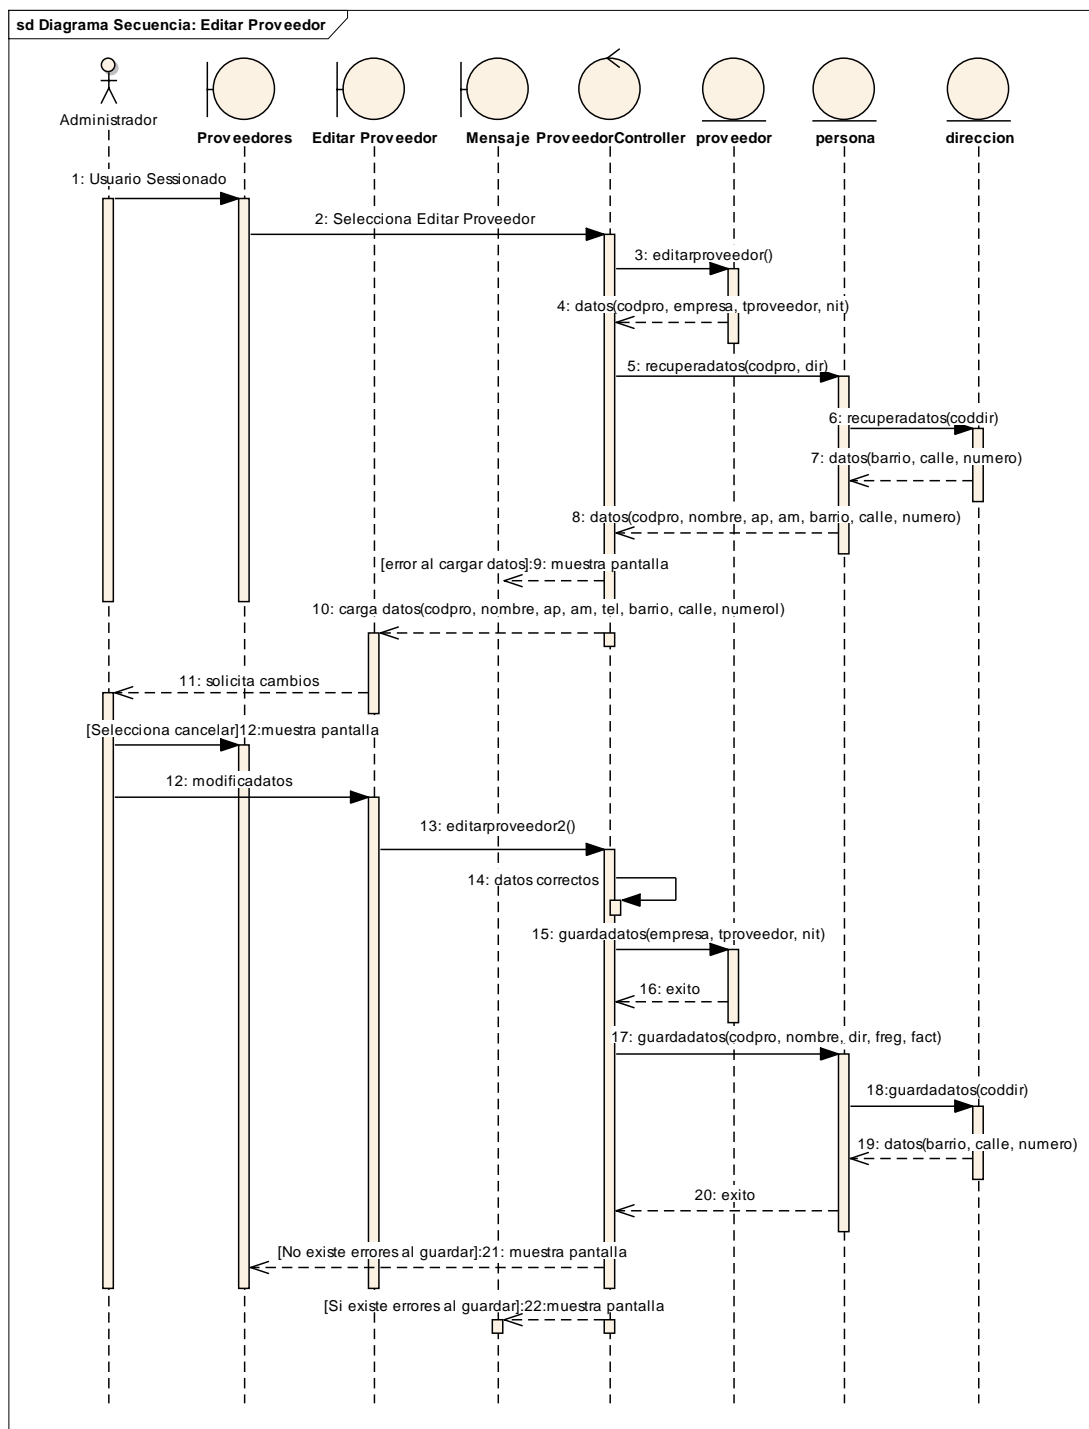 sd Diagrama Secuencia: Editar Proveedor
Administrador
Proveedores
Editar Proveedor
Mensaje
ProveedorController
proveedor
persona
direccion
1: Usuario Sessionado
2: Selecciona Editar Proveedor
3: editarproveedor()
4: datos(codpro, empresa, tproveedor, nit)
5: recuperadatos(codpro, dir)
6: recuperadatos(coddir)
7: datos(barrio, calle, numero)
8: datos(codpro, nombre, ap, am, barrio, calle, numero)
[error al cargar datos]:9: muestra pantalla
10: carga datos(codpro, nombre, ap, am, tel, barrio, calle, numerol)
11: solicita cambios
[Selecciona cancelar]12:muestra pantalla
12: modificadatos
13: editarproveedor2()
14: datos correctos
15: guardadatos(empresa, tproveedor, nit)
16: exito
17: guardadatos(codpro, nombre, dir, freg, fact)
18:guardadatos(coddir)
19: datos(barrio, calle, numero)
20: exito
[No existe errores al guardar]:21: muestra pantalla
[Si existe errores al guardar]:22:muestra pantalla